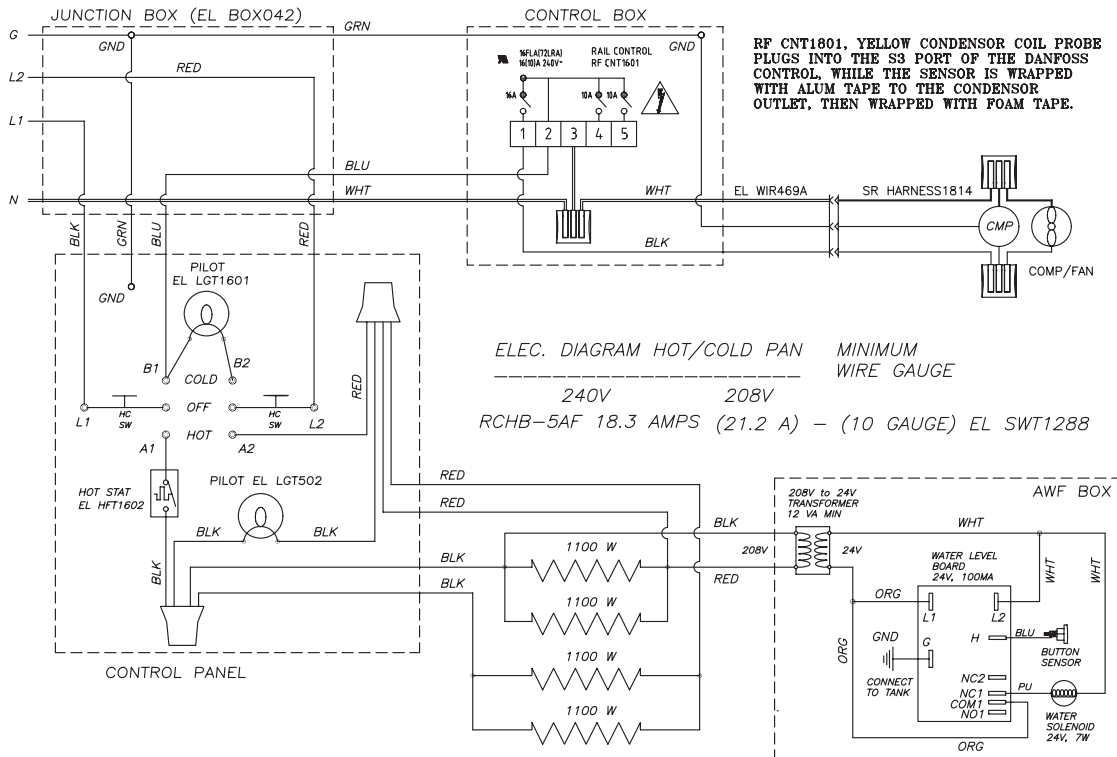 JUNCTION BOX (EL BOX042)
CONTROL BOX
G
GND
GRN
GND
L2
RED
L1
BLU
N
WHT
16FLA(72LRA)
16(10)A 240V~
RAIL CONTROL
RF CNT1601
16A
10A
10A
1
2
3
4
5
RF CNT1801, YELLOW CONDENSOR COIL PROBE
PLUGS INTO THE S3 PORT OF THE DANFOSS
CONTROL, WHILE THE SENSOR IS WRAPPED
WITH ALUM TAPE TO THE CONDENSOR
OUTLET, THEN WRAPPED WITH FOAM TAPE.
WHT
EL WIR469A
SR HARNESS1814
BLK
CMP
COMP/FAN
BLK
GRN
BLU
RED
GND
PILOT
EL LGT1601
B1
B2
COLD
OFF
HOT
L1
HC
SW
HC
SW
L2
A1
A2
RED
HOT STAT
EL HFT1602
PILOT EL LGT502
BLK
BLK
BLK
CONTROL PANEL
ELEC. DIAGRAM HOT/COLD PAN
MINIMUM
WIRE GAUGE
240V
208V
RCHB-5AF 18.3 AMPS (21.2 A) - (10 GAUGE) EL SWT1288
RED
RED
BLK
BLK
BLK
RED
1100 W
1100 W
1100 W
1100 W
AWF BOX
208V to 24V
TRANSFORMER
12 VA MIN
208V
24V
WHT
WHT
WHT
WATER LEVEL
BOARD
24V, 100MA
ORG
ORG
L1
L2
GND
G
CONNECT
TO TANK
H
BLU
BUTTON
SENSOR
NC2
NC1
COM1
NO1
PU
WATER
SOLENOID
24V, 7W
ORG